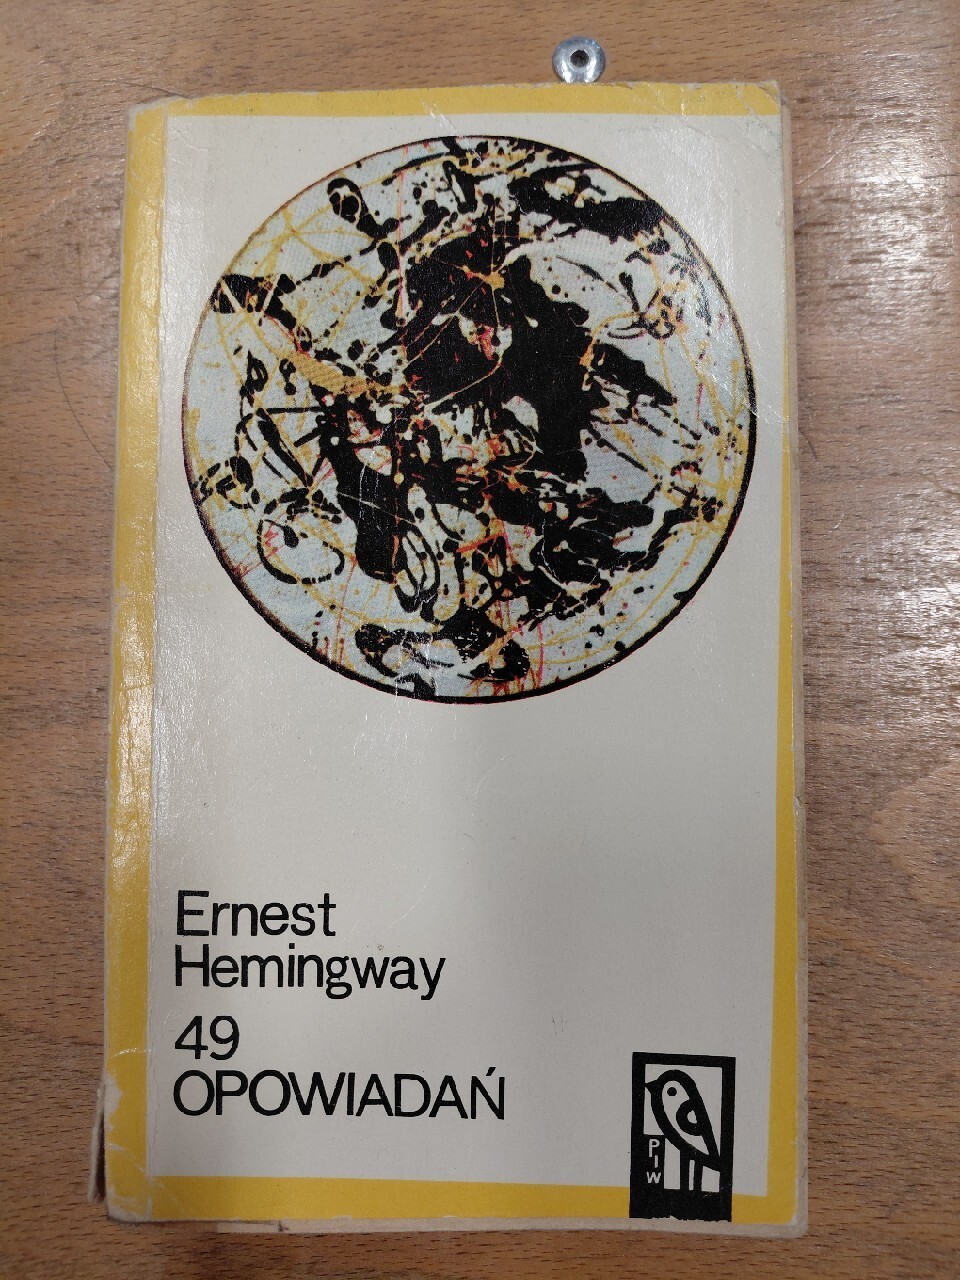 Ernest
Hemingway
49
OPOWIADAŃ
PIW